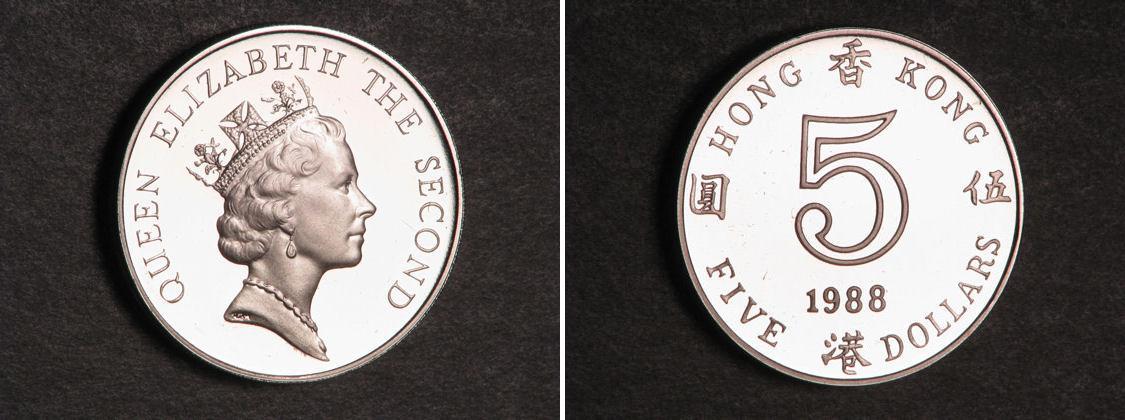 QUEEN ELIZABETH THE SECOND
HONG 香 KONG
圓 5 伍
1988
FIVE 港 DOLLARS